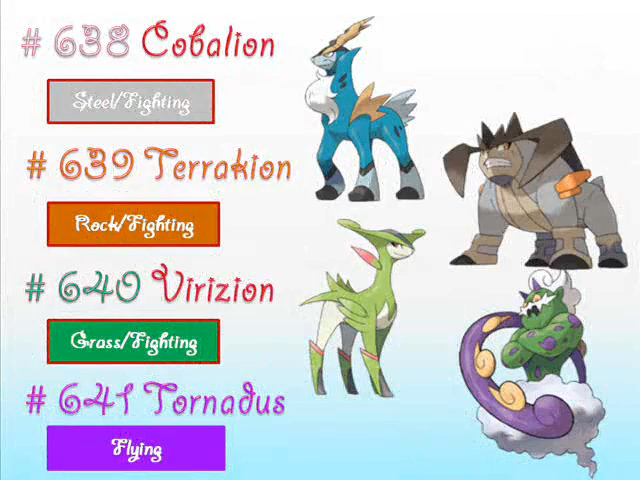 # 638 Cobalion
Steel/Fighting
# 639 Terrakion
Rock/Fighting
# 640 Virizion
Grass/Fighting
# 641 Tornadus
Flying